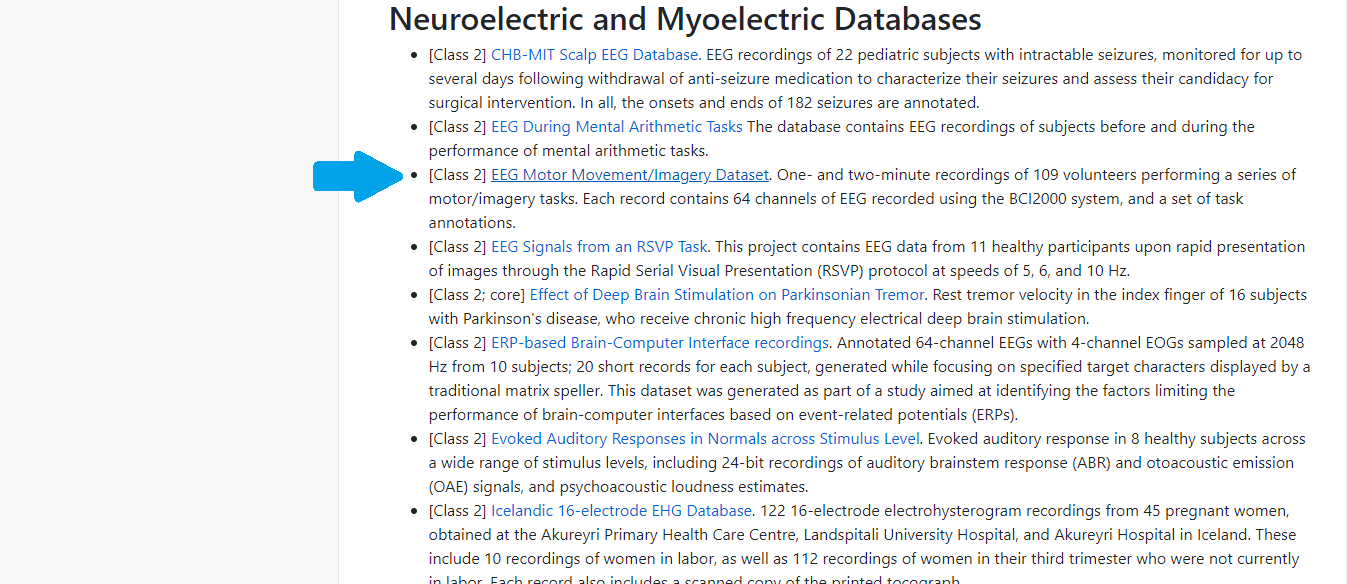 Neuroelectric and Myoelectric Databases
[Class 2] CHB-MIT Scalp EEG Database. EEG recordings of 22 pediatric subjects with intractable seizures, monitored for up to
several days following withdrawal of anti-seizure medication to characterize their seizures and assess their candidacy for
surgical intervention. In all, the onsets and ends of 182 seizures are annotated.
[Class 2] EEG During Mental Arithmetic Tasks The database contains EEG recordings of subjects before and during the
performance of mental arithmetic tasks.
[Class 2] EEG Motor Movement/Imagery Dataset. One- and two-minute recordings of 109 volunteers performing a series of
motor/imagery tasks. Each record contains 64 channels of EEG recorded using the BCI2000 system, and a set of task
annotations.
[Class 2] EEG Signals from an RSVP Task. This project contains EEG data from 11 healthy participants upon rapid presentation
of images through the Rapid Serial Visual Presentation (RSVP) protocol at speeds of 5, 6, and 10 Hz.
[Class 2; core] Effect of Deep Brain Stimulation on Parkinsonian Tremor. Rest tremor velocity in the index finger of 16 subjects
with Parkinson's disease, who receive chronic high frequency electrical deep brain stimulation.
[Class 2] ERP-based Brain-Computer Interface recordings. Annotated 64-channel EEGs with 4-channel EOGs sampled at 2048
Hz from 10 subjects; 20 short records for each subject, generated while focusing on specified target characters displayed by a
traditional matrix speller. This dataset was generated as part of a study aimed at identifying the factors limiting the
performance of brain-computer interfaces based on event-related potentials (ERPs).
[Class 2] Evoked Auditory Responses in Normals across Stimulus Level. Evoked auditory response in 8 healthy subjects across
a wide range of stimulus levels, including 24-bit recordings of auditory brainstem response (ABR) and otoacoustic emission
(OAE) signals, and psychoacoustic loudness estimates.
[Class 2] Icelandic 16-electrode EHG Database. 122 16-electrode electrohysterogram recordings from 45 pregnant women,
obtained at the Akureyri Primary Health Care Centre, Landspitali University Hospital, and Akureyri Hospital in Iceland. These
include 10 recordings of women in labor, as well as 112 recordings of women in their third trimester who were not currently
in labor. Each record also includes a scanned copy of the printed tocograph.